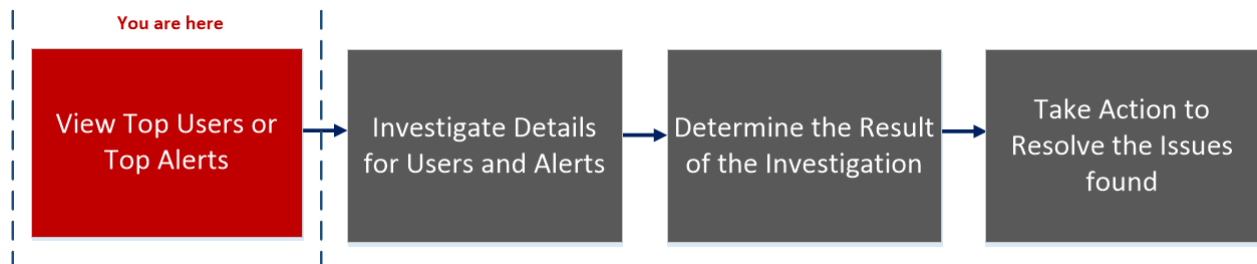 You are here
View Top Users or
Top Alerts
Investigate Details
for Users and Alerts
Determine the Result
of the Investigation
Take Action to
Resolve the Issues
found